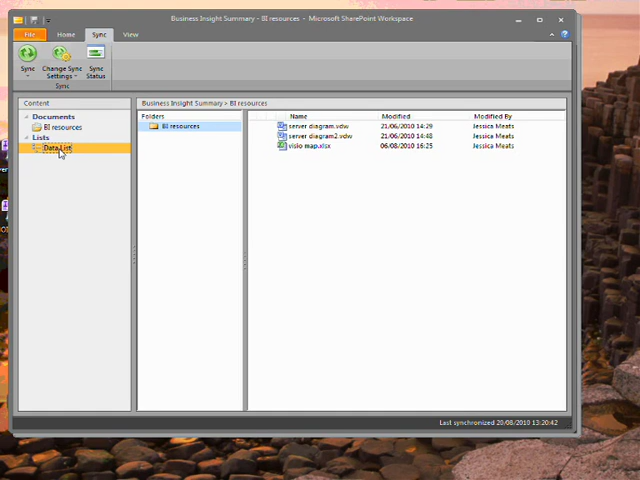 Business Insight Summary - BI resources - Microsoft SharePoint Workspace
File Home Sync View
Sync Change Sync Settings Sync Status
Sync
Content
Business Insight Summary > BI resources
Documents
BI resources
Lists
Data List
Folders
BI resources
Name Modified Modified By
server diagram.vdw 21/06/2010 14:29 Jessica Meats
server diagram2.vdw 21/06/2010 14:48 Jessica Meats
visio map.xlsx 06/08/2010 16:25 Jessica Meats
Last synchronized 20/08/2010 13:20:42